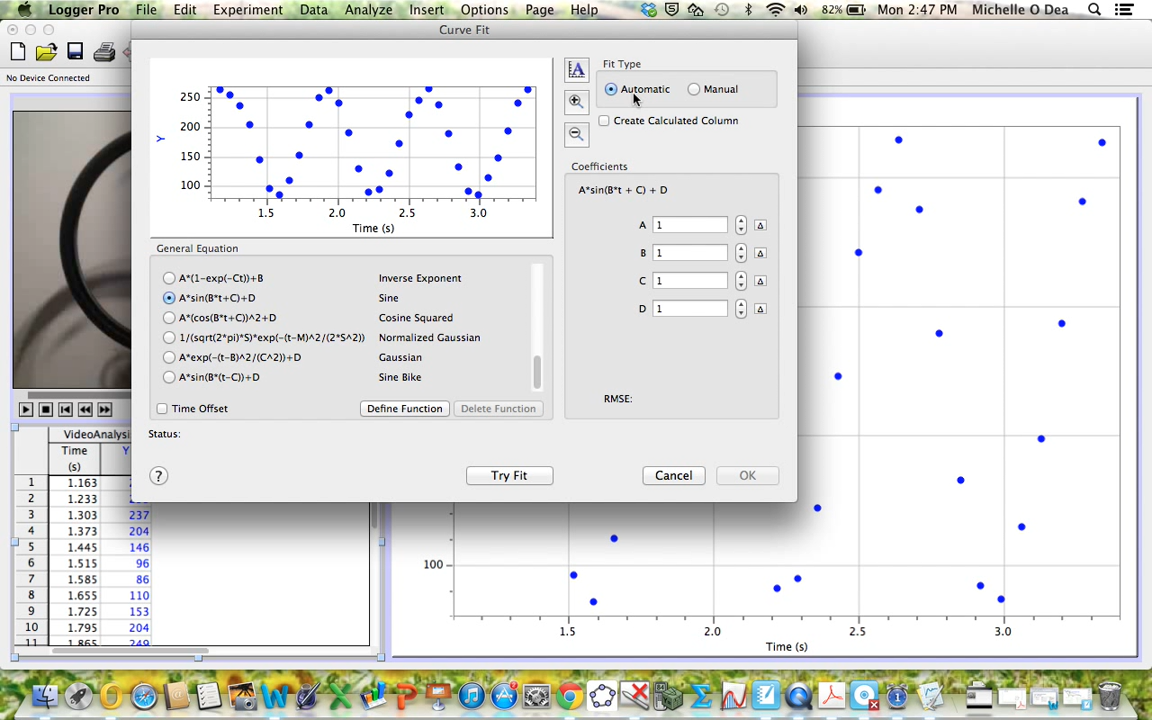 Logger Pro File Edit Experiment Data Analyze Insert Options Page Help 82% Mon 2:47 PM Michelle O Dea
Curve Fit
No Device Connected
Fit Type
Automatic Manual
Create Calculated Column
250
200
150
100
Y
1.5 2.0 2.5 3.0
Time (s)
Coefficients
A*sin(B*t + C) + D
A 1
B 1
C 1
D 1
RMSE:
General Equation
A*(1-exp(-Ct))+B Inverse Exponent
A*sin(B*t+C)+D Sine
A*(cos(B*t+C))^2+D Cosine Squared
1/(sqrt(2*pi)*S)*exp(-(t-M)^2/(2*S^2)) Normalized Gaussian
A*exp(-(t-B)^2/(C^2))+D Gaussian
A*sin(B*(t-C))+D Sine Bike
Time Offset Define Function Delete Function
Status:
? Try Fit Cancel OK
VideoAnalysi
Time Y
(s)
1 1.163
2 1.233
3 1.303 237
4 1.373 204
5 1.445 146
6 1.515 96
7 1.585 86
8 1.655 110
9 1.725 153
10 1.795 204
11 1.865 249
100
1.5 2.0 2.5 3.0
Time (s)